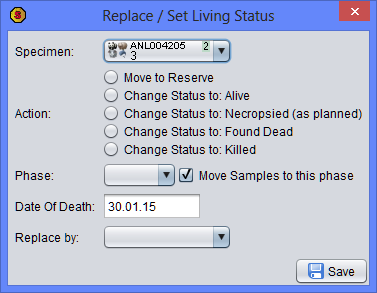 Replace / Set Living Status
Specimen: ANL004205 2
3
Move to Reserve
Change Status to: Alive
Action: Change Status to: Necropsied (as planned)
Change Status to: Found Dead
Change Status to: Killed
Phase: Move Samples to this phase
Date Of Death: 30.01.15
Replace by:
Save